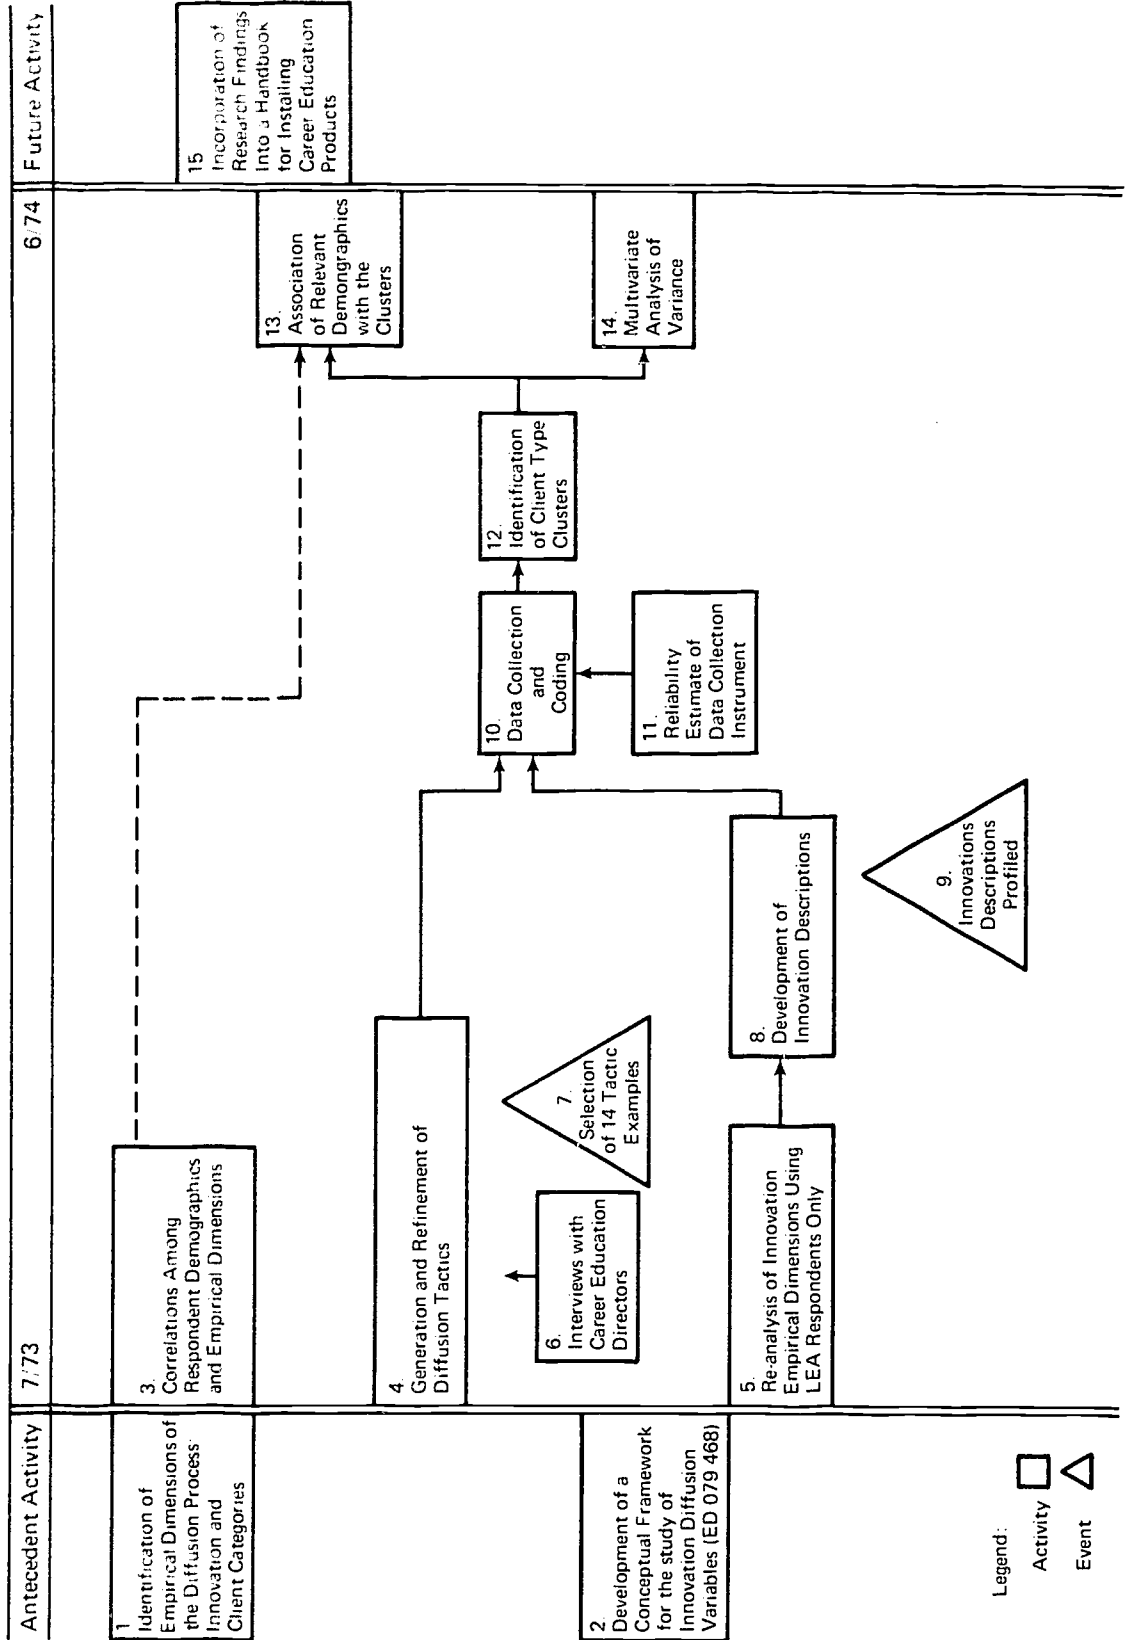 Antecedent Activity
7/73
6/74
Future Activity
1
Identification of
Empirical Dimensions of
the Diffusion Process
Innovation and
Client Categories
2.
Development of a
Conceptual Framework
for the study of
Innovation Diffusion
Variables (ED 079 468)
3.
Correlations Among
Respondent Demographics
and Empirical Dimensions
4
Generation and Refinement of
Diffusion Tactics
6.
Interviews with
Career Education
Directors
7.
Selection
of 14 Tactic
Examples
5.
Re-analysis of Innovation
Empirical Dimensions Using
LEA Respondents Only
8.
Development of
Innovation Descriptions
9.
Innovations
Descriptions
Profiled
10.
Data Collection
and
Coding
11.
Reliability
Estimate of
Data Collection
Instrument
12.
Identification
of Client Type
Clusters
13.
Association
of Relevant
Demongraphics
with the
Clusters
14.
Multivariate
Analysis of
Variance
15
Incorporation of
Research Findings
Into a Handbook
for Installing
Career Education
Products
Legend:
Activity
Event